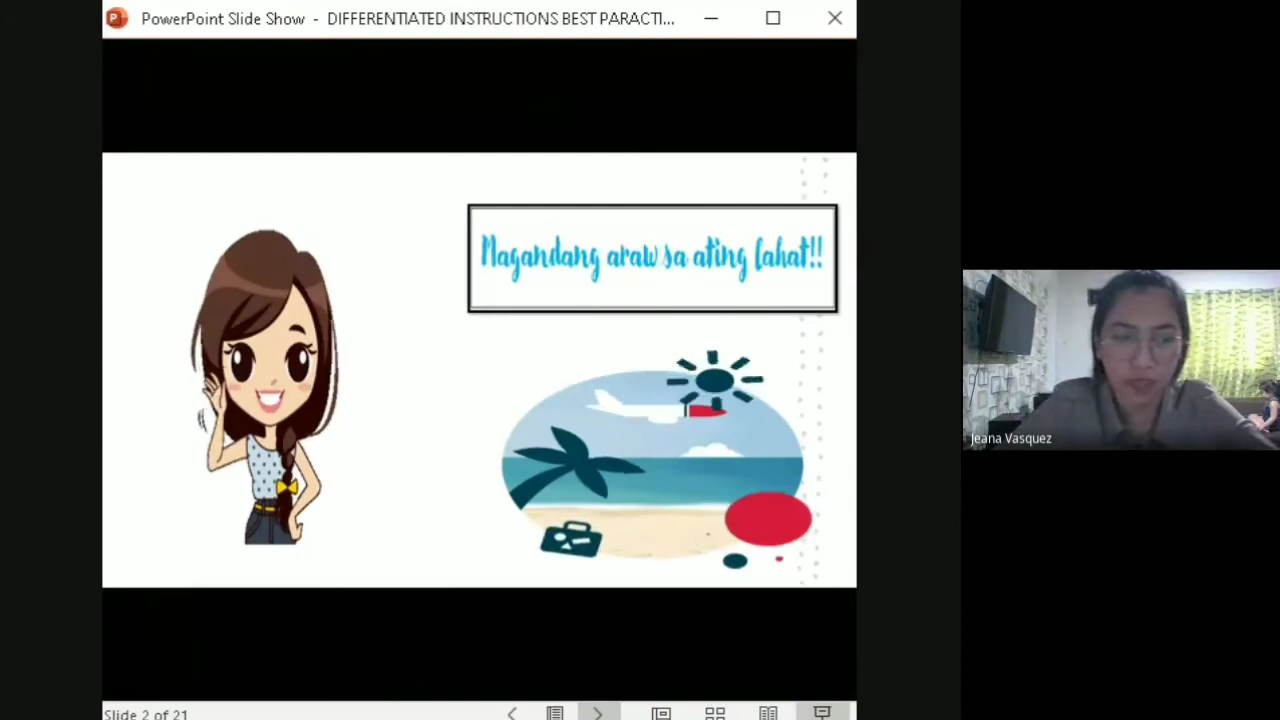 PowerPoint Slide Show - DIFFERENTIATED INSTRUCTIONS BEST PARACTI...
Magandang araw sa ating lahat!!
Jeana Vasquez
Slide 2 of 21